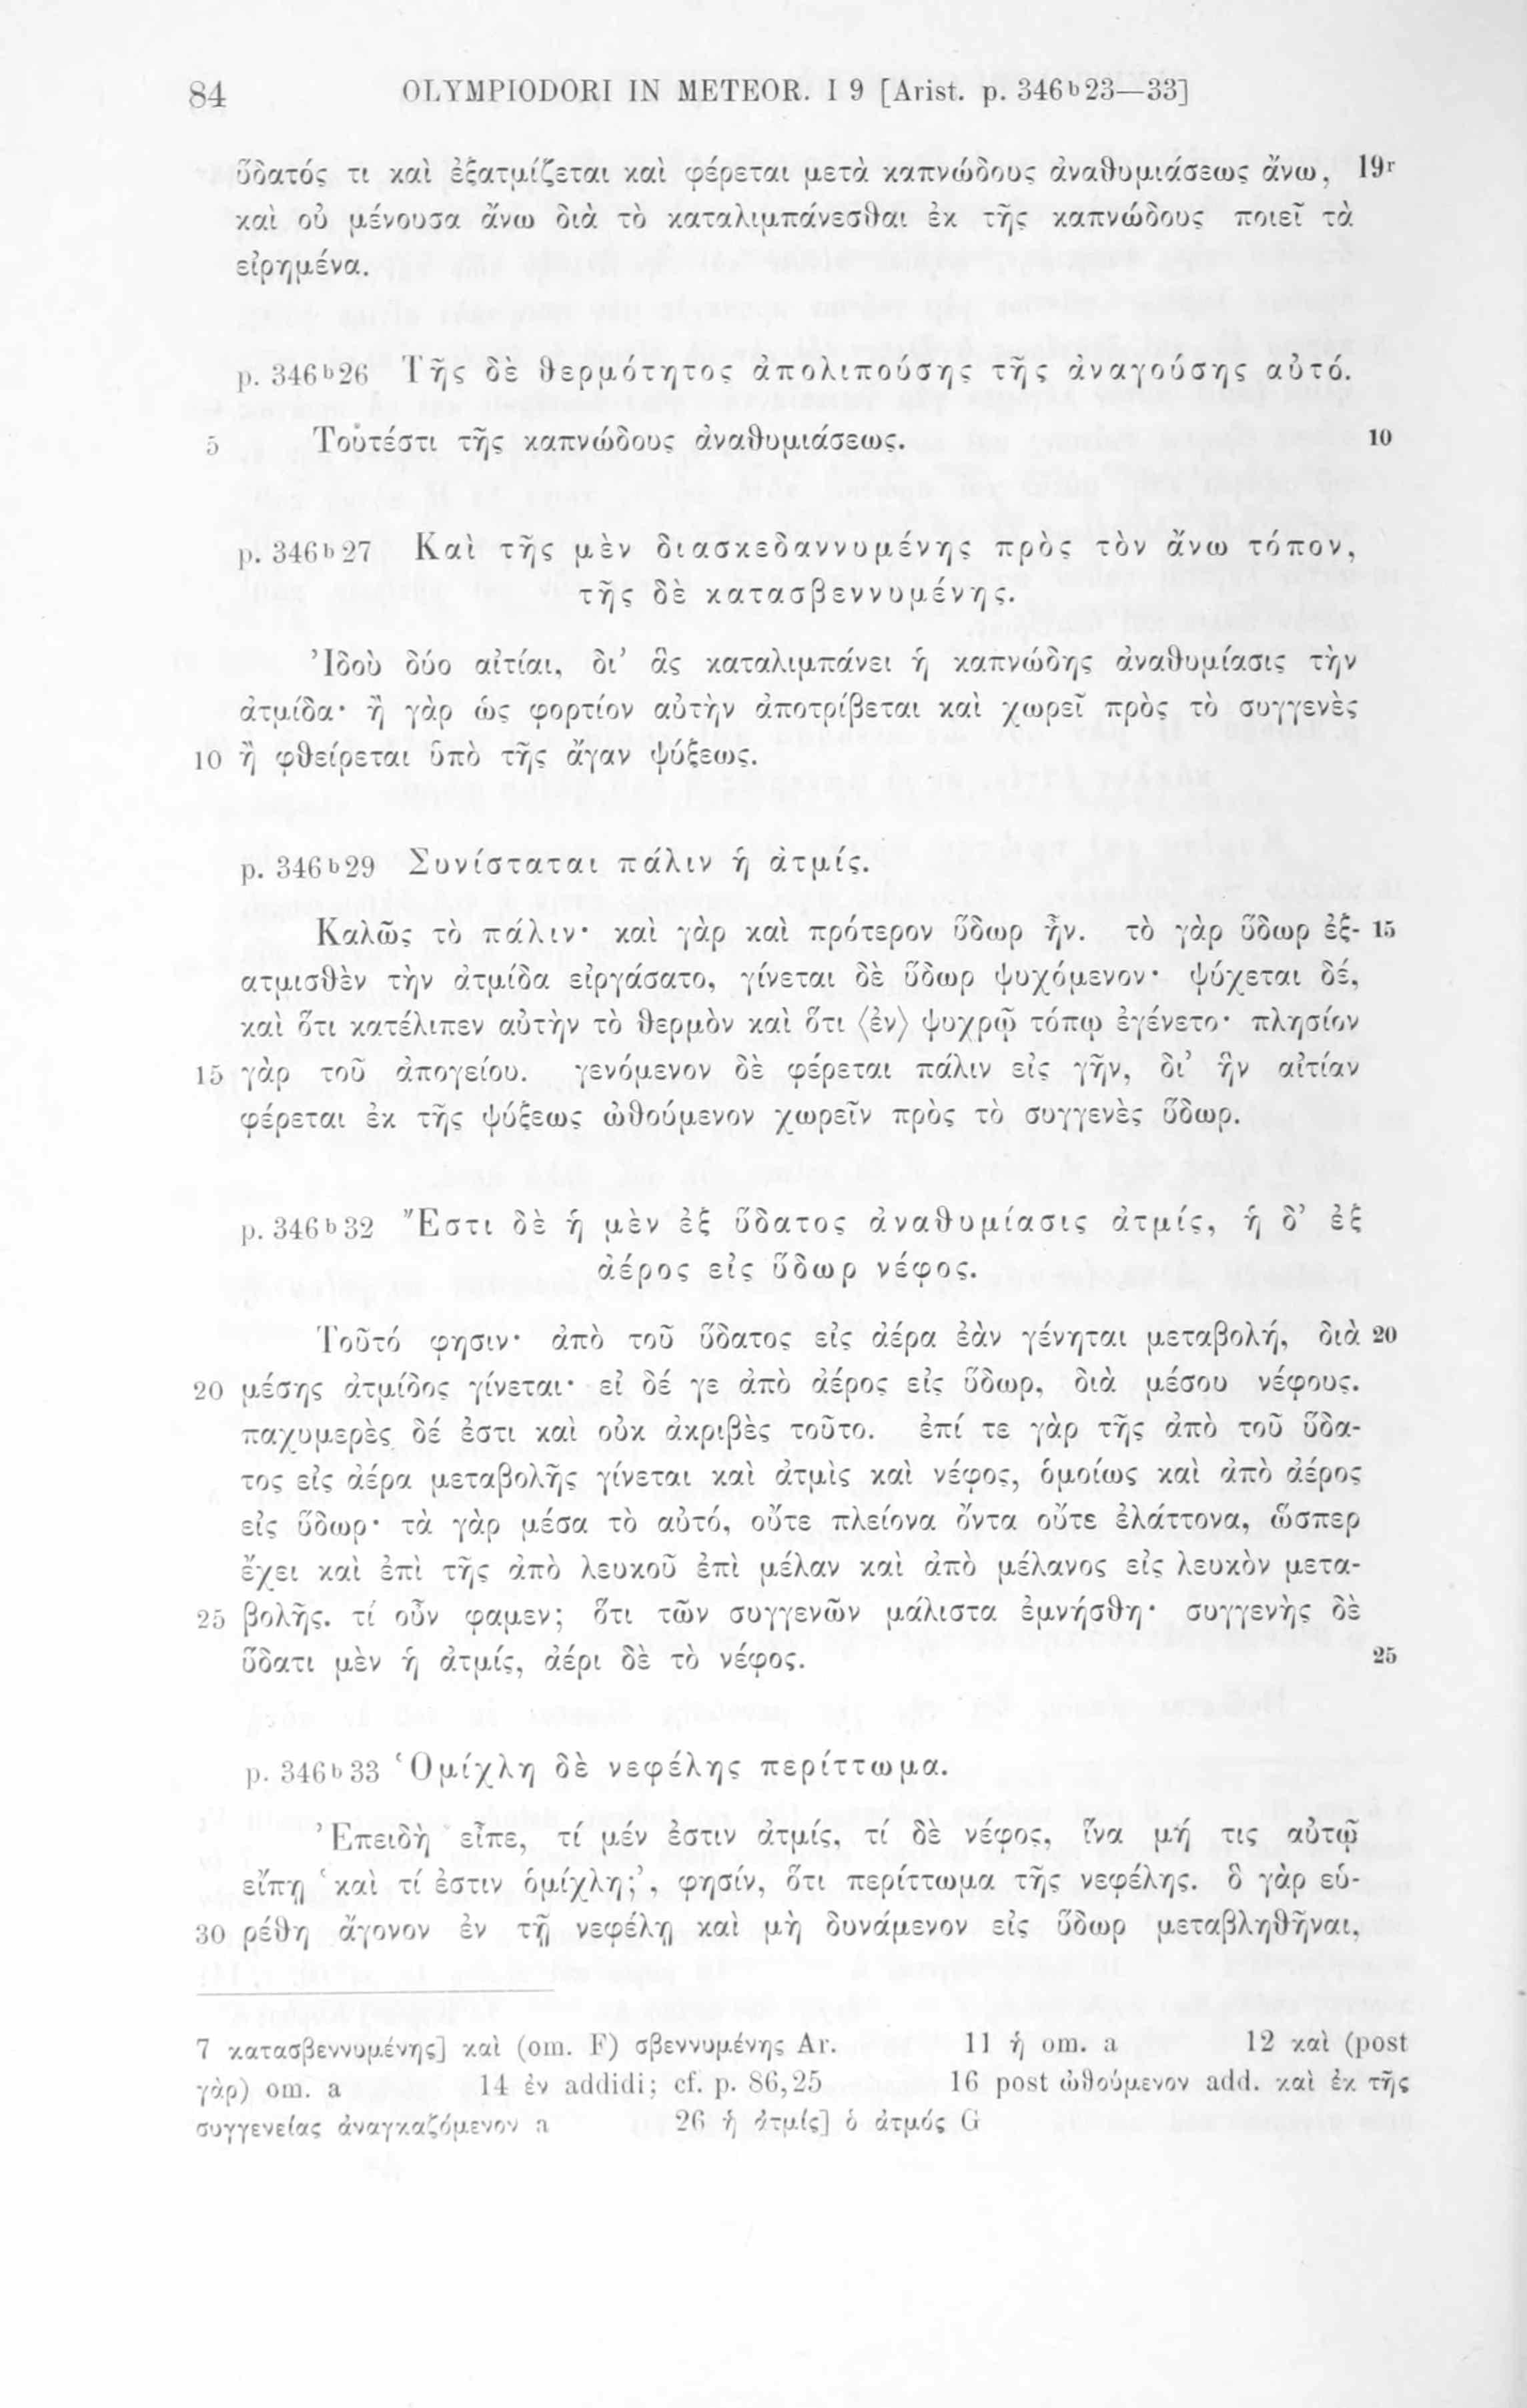 84 OLYMPIODORI IN METEOR. I 9 [Arist. p. 346ᵇ23—33]
ὕδατός τι καὶ ἐξατμίζεται καὶ φέρεται μετὰ καπνώδους ἀναθυμιάσεως ἄνω, 19ʳ
καὶ οὐ μένουσα ἄνω διὰ τὸ καταλιμπάνεσθαι ἐκ τῆς καπνώδους ποιεῖ τὰ
εἰρημένα.
p. 346ᵇ26 Τῆς δὲ θερμότητος ἀπολιπούσης τῆς ἀναγούσης αὐτό.
5 Τουτέστι τῆς καπνώδους ἀναθυμιάσεως. 10
p. 346ᵇ27 Καὶ τῆς μὲν διασκεδαννυμένης πρὸς τὸν ἄνω τόπον,
τῆς δὲ κατασβεννυμένης.
Ἰδοὺ δύο αἰτίαι, δι’ ἃς καταλιμπάνει ἡ καπνώδης ἀναθυμίασις τὴν
ἀτμίδα· ἢ γὰρ ὡς φορτίον αὐτὴν ἀποτρίβεται καὶ χωρεῖ πρὸς τὸ συγγενὲς
10 ἢ φθείρεται ὑπὸ τῆς ἄγαν ψύξεως.
p. 346ᵇ29 Συνίσταται πάλιν ἡ ἀτμίς.
Καλῶς τὸ πάλιν· καὶ γὰρ καὶ πρότερον ὕδωρ ἦν. τὸ γὰρ ὕδωρ ἐξ- 15
ατμισθὲν τὴν ἀτμίδα εἰργάσατο, γίνεται δὲ ὕδωρ ψυχόμενον· ψύχεται δέ,
καὶ ὅτι κατέλιπεν αὐτὴν τὸ θερμὸν καὶ ὅτι ⟨ἐν⟩ ψυχρῷ τόπῳ ἐγένετο· πλησίον
15 γὰρ τοῦ ἀπογείου. γενόμενον δὲ φέρεται πάλιν εἰς γῆν, δι’ ἣν αἰτίαν
φέρεται ἐκ τῆς ψύξεως ὠθούμενον χωρεῖν πρὸς τὸ συγγενὲς ὕδωρ.
p. 346ᵇ32 Ἔστι δὲ ἡ μὲν ἐξ ὕδατος ἀναθυμίασις ἀτμίς, ἡ δ’ ἐξ
ἀέρος εἰς ὕδωρ νέφος.
Τοῦτό φησιν· ἀπὸ τοῦ ὕδατος εἰς ἀέρα ἐὰν γένηται μεταβολή, διὰ 20
20 μέσης ἀτμίδος γίνεται· εἰ δέ γε ἀπὸ ἀέρος εἰς ὕδωρ, διὰ μέσου νέφους.
παχυμερὲς δέ ἐστι καὶ οὐκ ἀκριβὲς τοῦτο. ἐπί τε γὰρ τῆς ἀπὸ τοῦ ὕδα-
τος εἰς ἀέρα μεταβολῆς γίνεται καὶ ἀτμὶς καὶ νέφος, ὁμοίως καὶ ἀπὸ ἀέρος
εἰς ὕδωρ· τὰ γὰρ μέσα τὸ αὐτό, οὔτε πλείονα ὄντα οὔτε ἐλάττονα, ὥσπερ
ἔχει καὶ ἐπὶ τῆς ἀπὸ λευκοῦ ἐπὶ μέλαν καὶ ἀπὸ μέλανος εἰς λευκὸν μετα-
25 βολῆς. τί οὖν φαμεν; ὅτι τῶν συγγενῶν μάλιστα ἐμνήσθη· συγγενὴς δὲ
ὕδατι μὲν ἡ ἀτμίς, ἀέρι δὲ τὸ νέφος. 25
p. 346ᵇ33 Ὁμίχλη δὲ νεφέλης περίττωμα.
Ἐπειδὴ εἶπε, τί μέν ἐστιν ἀτμίς, τί δὲ νέφος, ἵνα μή τις αὐτῷ
εἴπῃ ‘καὶ τί ἐστιν ὁμίχλη;’, φησίν, ὅτι περίττωμα τῆς νεφέλης. ὃ γὰρ εὑ-
30 ρέθη ἄγονον ἐν τῇ νεφέλῃ καὶ μὴ δυνάμενον εἰς ὕδωρ μεταβληθῆναι,
7 κατασβεννυμένης] καὶ (om. F) σβεννυμένης Ar. 11 ἡ om. a 12 καὶ (post
γὰρ) om. a 14 ἐν addidi; cf. p. 86,25 16 post ὠθούμενον add. καὶ ἐκ τῆς
συγγενείας ἀναγκαζόμενον a 26 ἡ ἀτμίς] ὁ ἀτμός G